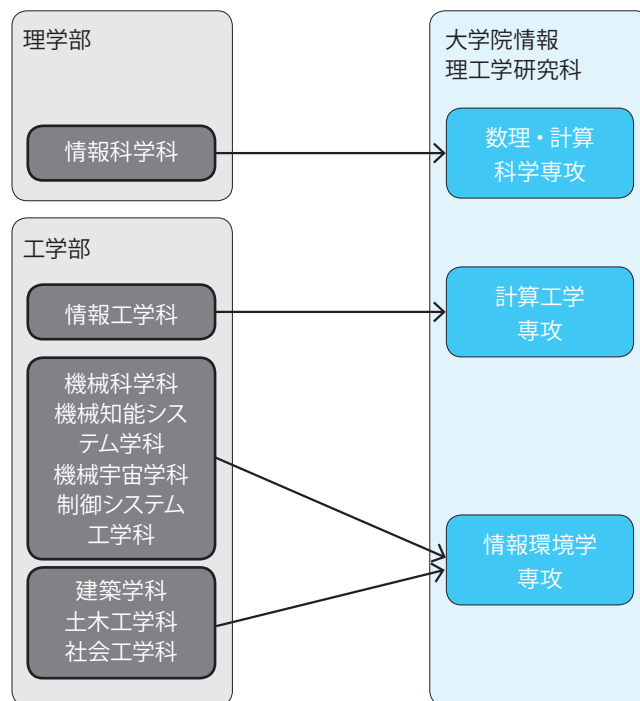 理学部
情報科学科
工学部
情報工学科
機械科学科
機械知能シス
テム学科
機械宇宙学科
制御システム
工学科
建築学科
土木工学科
社会工学科
大学院情報
理工学研究科
数理・計算
科学専攻
計算工学
専攻
情報環境学
専攻